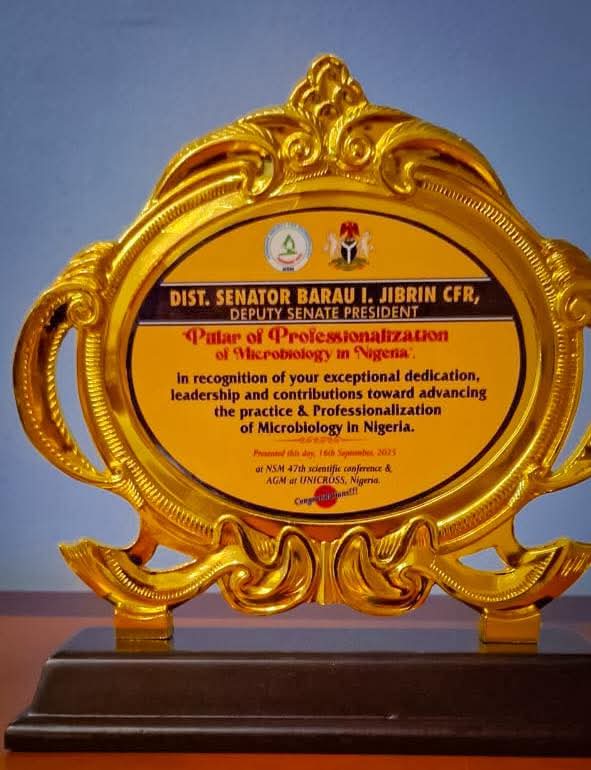 NSM
DIST. SENATOR BARAU I. JIBRIN CFR,
DEPUTY SENATE PRESIDENT
'Pillar of Professionalization
of Microbiology in Nigeria'.
in recognition of your exceptional dedication,
leadership and contributions toward advancing
the practice & Professionalization
of Microbiology in Nigeria.
Presented this day, 16th September, 2025
at NSM 47th scientific conference &
AGM at UNICROSS, Nigeria.
Congratulations!!!